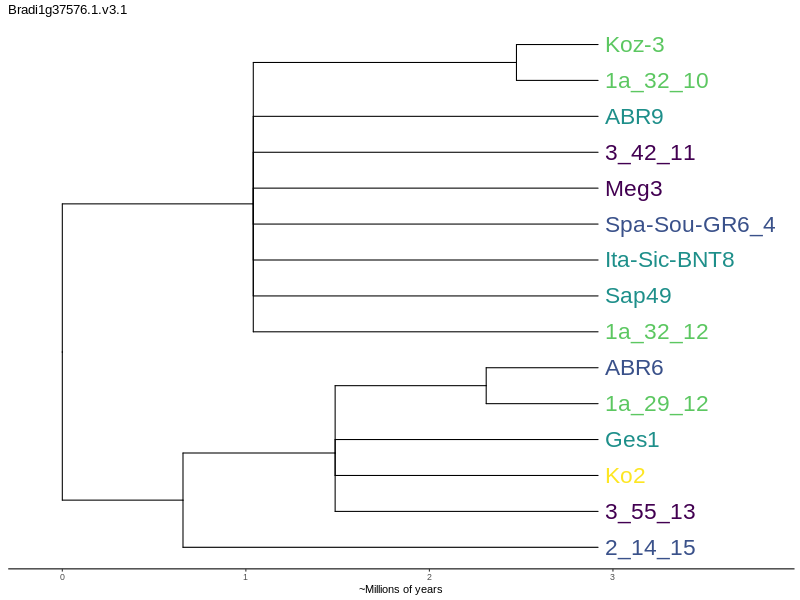 Bradi1g37576.1.v3.1
Koz-3
1a_32_10
ABR9
3_42_11
Meg3
Spa-Sou-GR6_4
Ita-Sic-BNT8
Sap49
1a_32_12
ABR6
1a_29_12
Ges1
Ko2
3_55_13
2_14_15
0 1 2 3
~Millions of years